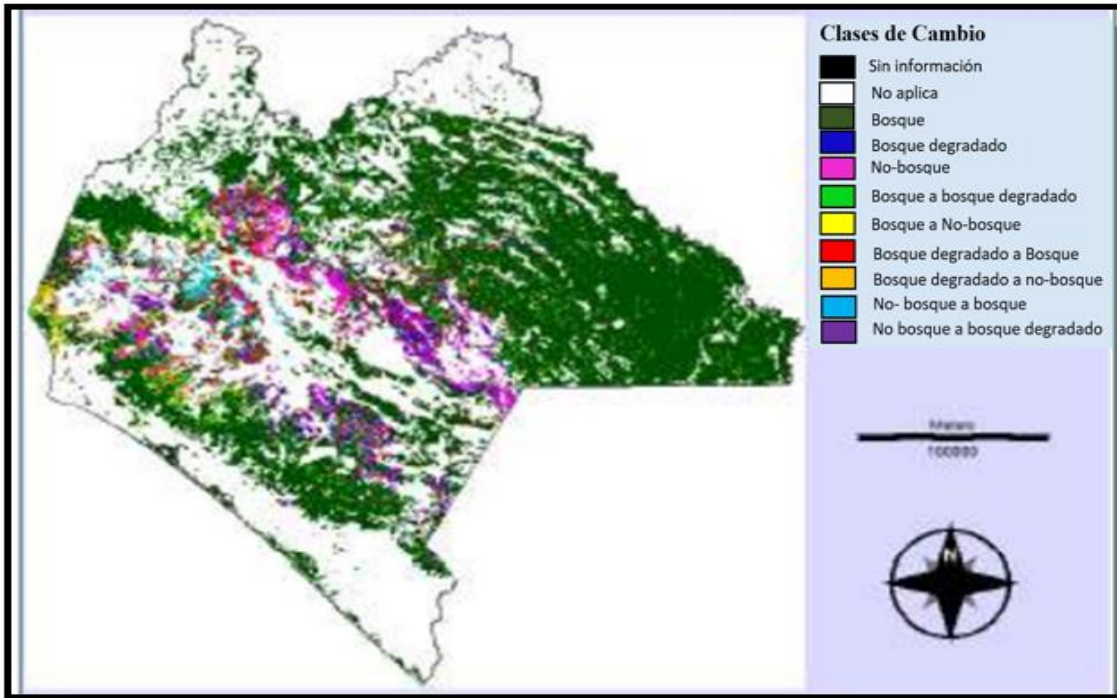 Clases de Cambio
Sin información
No aplica
Bosque
Bosque degradado
No-bosque
Bosque a bosque degradado
Bosque a No-bosque
Bosque degradado a Bosque
Bosque degradado a no-bosque
No- bosque a bosque
No bosque a bosque degradado
N